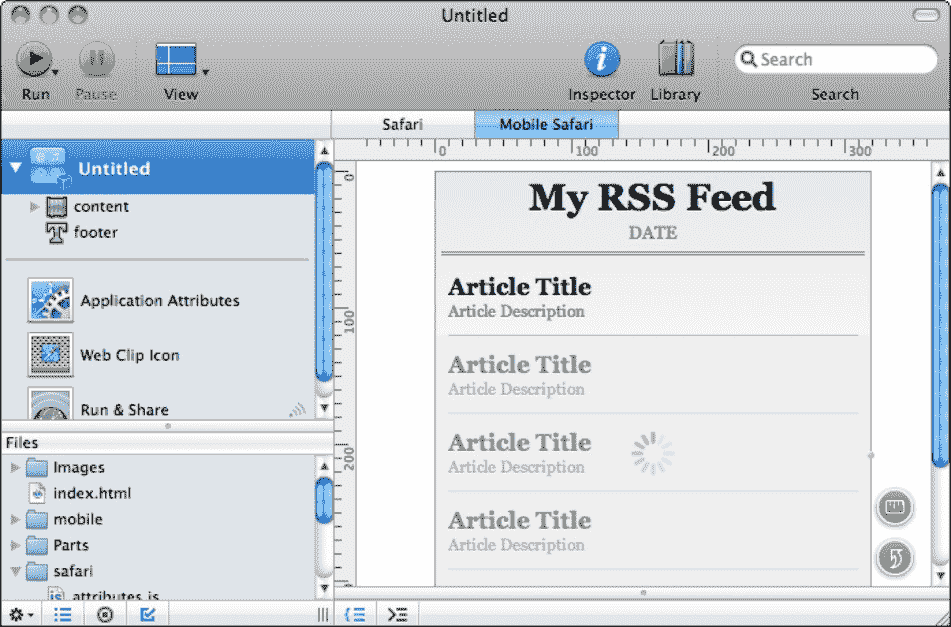 Untitled
Run Pause View Inspector Library Search Search
Safari Mobile Safari
0 100 200 300
Untitled
content
footer
Application Attributes
Web Clip Icon
Run & Share
Files
Images
index.html
mobile
Parts
safari
attributes.js
0
100
200
My RSS Feed
DATE
Article Title
Article Description
Article Title
Article Description
Article Title
Article Description
Article Title
Article Description